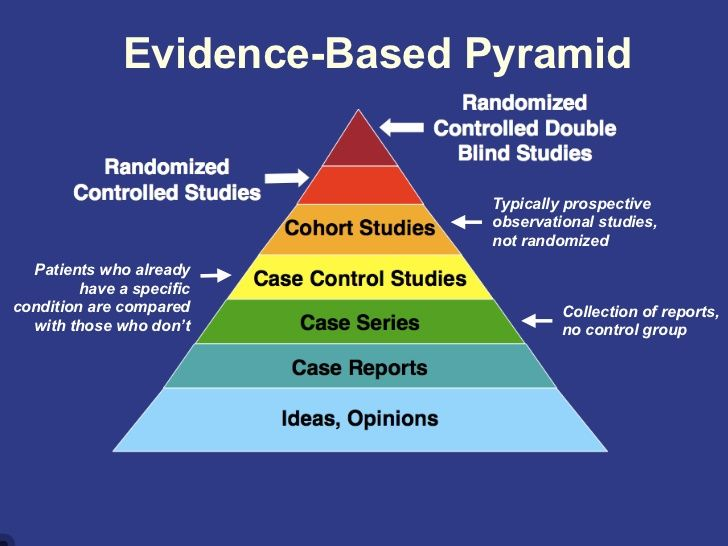 Evidence-Based Pyramid
Randomized
Controlled Double
Blind Studies
Randomized
Controlled Studies
Typically prospective
observational studies,
not randomized
Cohort Studies
Patients who already
have a specific
condition are compared
with those who don't
Case Control Studies
Collection of reports,
no control group
Case Series
Case Reports
Ideas, Opinions